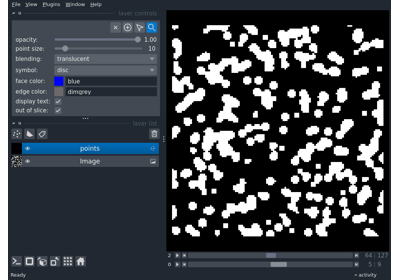 File View Plugins Window Help
layer controls
opacity: 1.00
point size: 10
blending: translucent
symbol: disc
face color: blue
edge color: dimgrey
display text:
out of slice:
layer list
points
Image
2 64 127
0 5 9
Ready activity